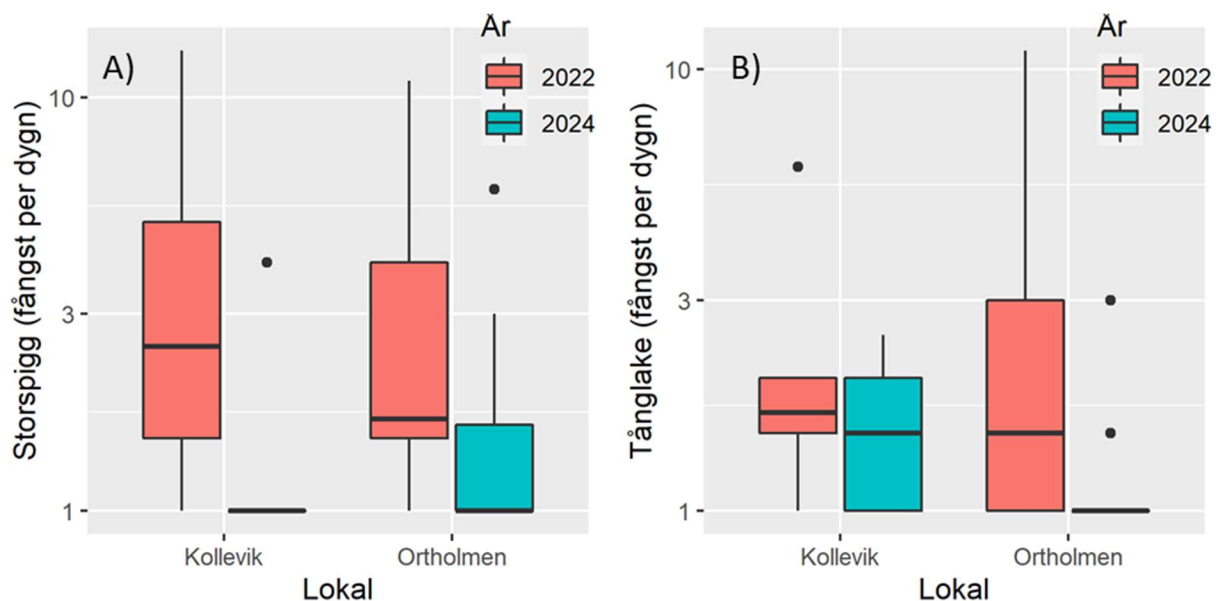 A)
År
2022
2024
Storspigg (fångst per dygn)
10
3
1
Kollevik
Ortholmen
Lokal
B)
År
2022
2024
Tånglake (fångst per dygn)
10
3
1
Kollevik
Ortholmen
Lokal